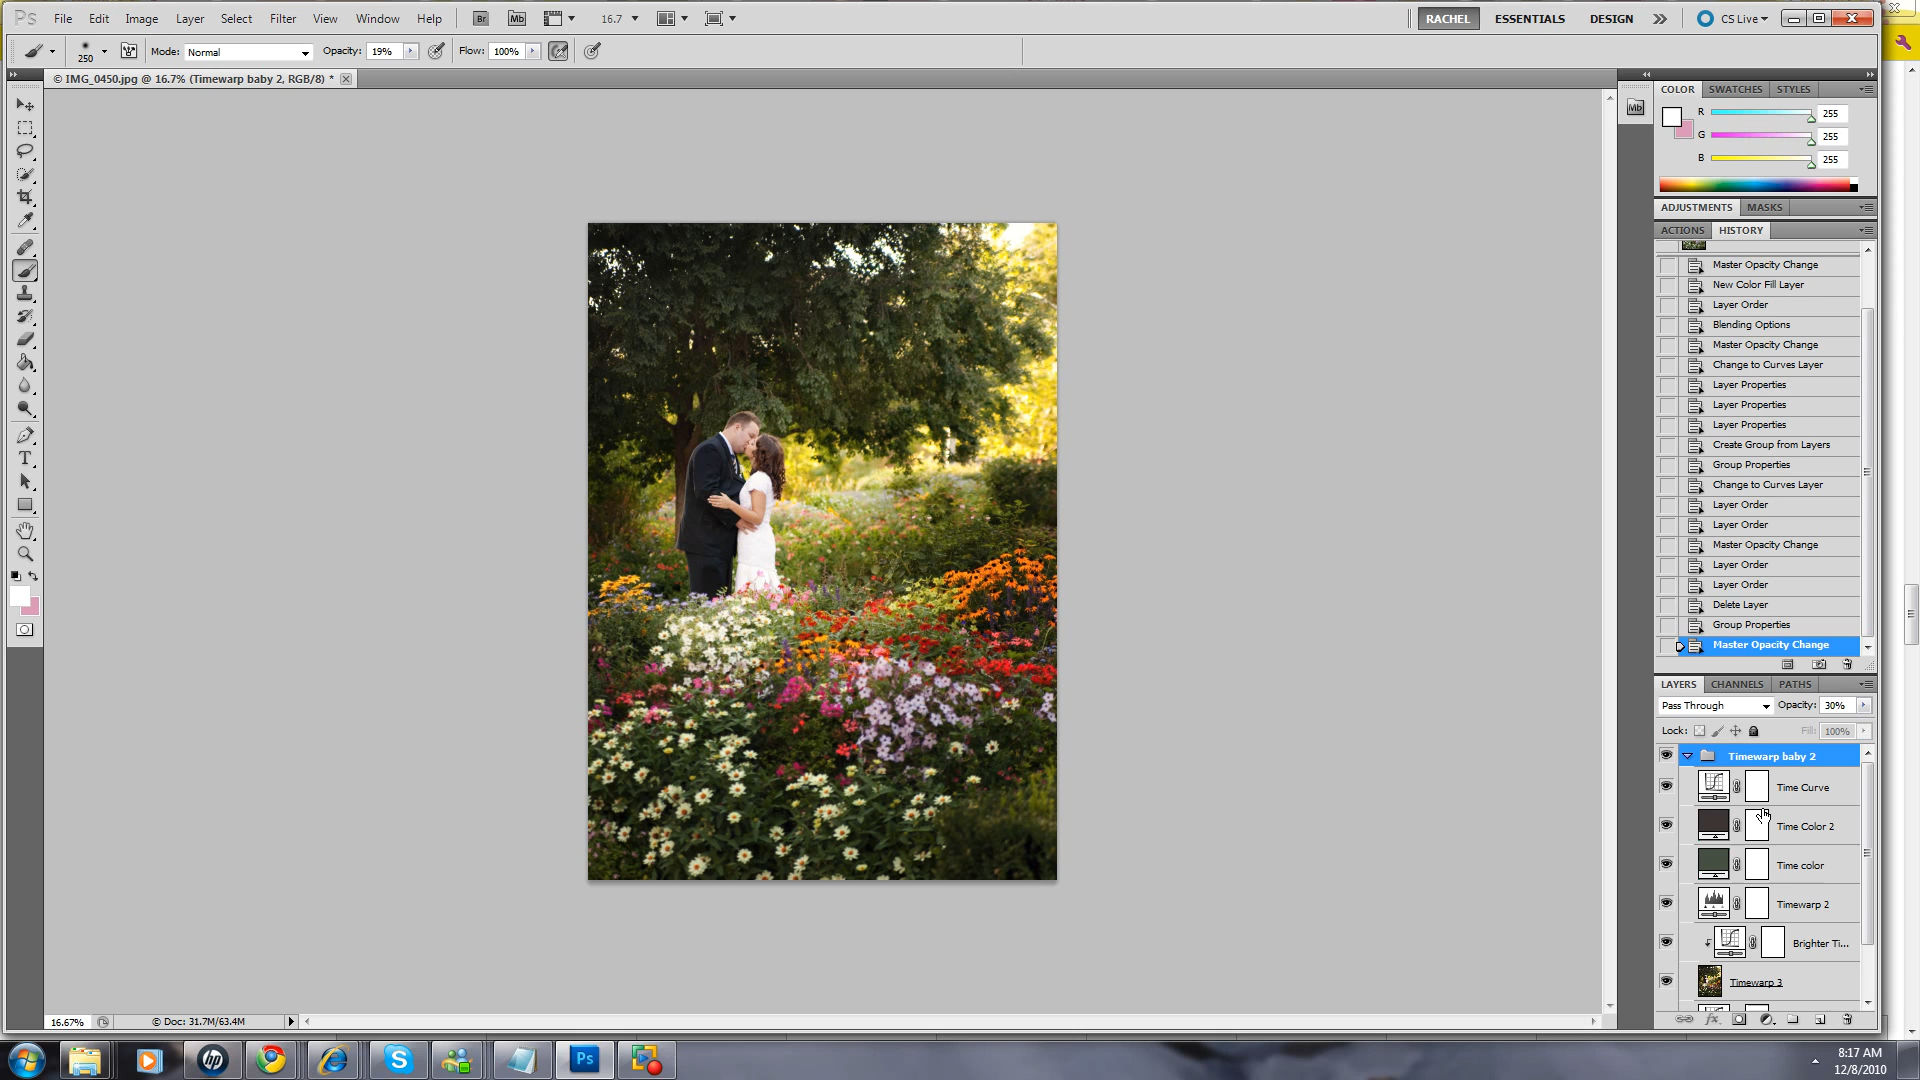 Ps File Edit Image Layer Select Filter View Window Help Br Mb 16.7 RACHEL ESSENTIALS DESIGN CS Live
250 Mode: Normal Opacity: 19% Flow: 100%
© IMG_0450.jpg @ 16.7% (Timewarp baby 2, RGB/8) *
Mb
COLOR SWATCHES STYLES
R 255
G 255
B 255
ADJUSTMENTS MASKS
ACTIONS HISTORY
Master Opacity Change
New Color Fill Layer
Layer Order
Blending Options
Master Opacity Change
Change to Curves Layer
Layer Properties
Layer Properties
Layer Properties
Create Group from Layers
Group Properties
Change to Curves Layer
Layer Order
Layer Order
Master Opacity Change
Layer Order
Layer Order
Delete Layer
Group Properties
Master Opacity Change
LAYERS CHANNELS PATHS
Pass Through Opacity: 30%
Lock: Fill: 100%
Timewarp baby 2
Time Curve
Time Color 2
Time color
Timewarp 2
Brighter Ti...
Timewarp 3
fx
16.67% © Doc: 31.7M/63.4M
hp S Ps
8:17 AM
12/8/2010